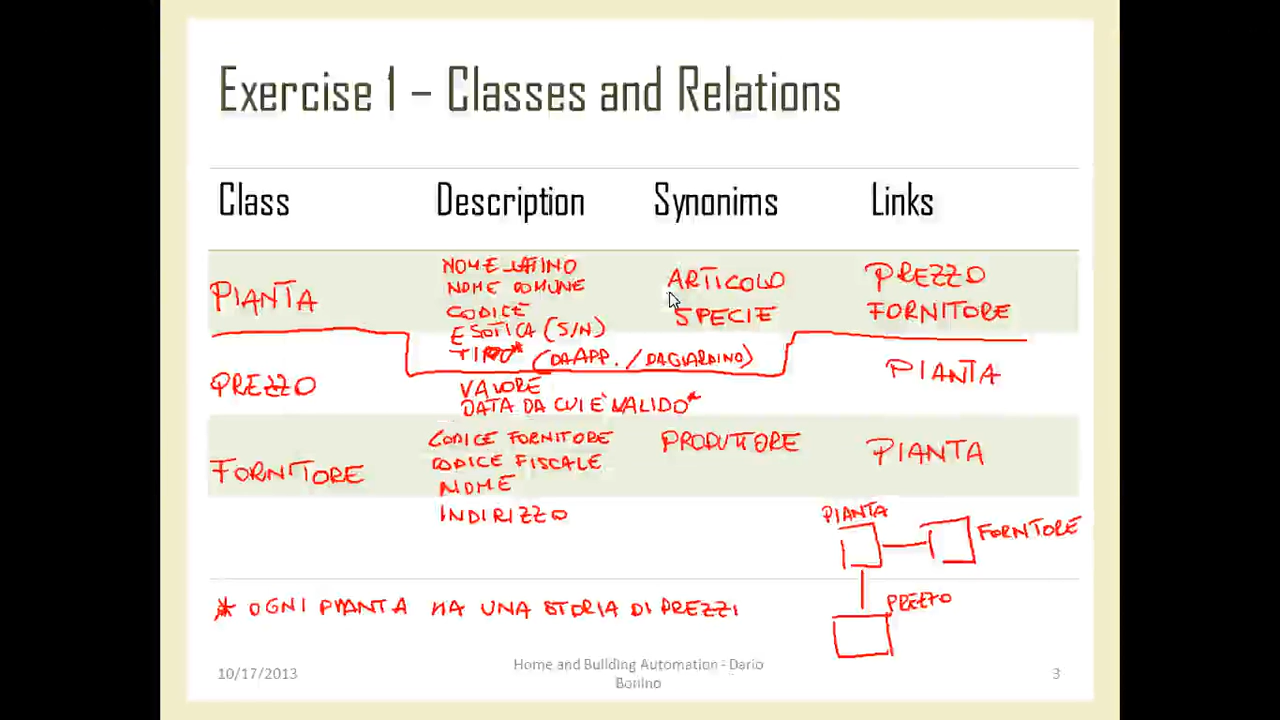 Exercise 1 – Classes and Relations
Class Description Synonims Links
PIANTA
NOME LATINO
NOME COMUNE
CODICE
ESOTICA (S/N)
TIPO* (DA APP. / DA GIARDINO)
ARTICOLO
SPECIE
PREZZO
FORNITORE
PREZZO
VALORE
DATA DA CUI E' VALIDO*
PIANTA
FORNITORE
CODICE FORNITORE
CODICE FISCALE
NOME
INDIRIZZO
PRODUTTORE
PIANTA
PIANTA
FORNITORE
PREZZO
* OGNI PIANTA HA UNA STORIA DI PREZZI
10/17/2013
Home and Building Automation - Dario
Bonino
3